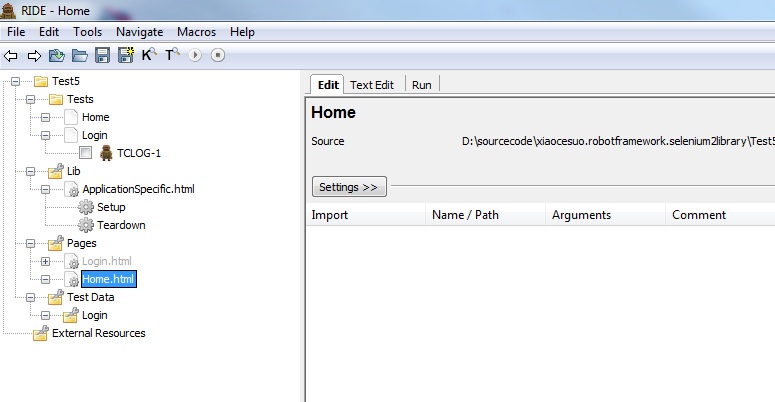 RIDE - Home
File Edit Tools Navigate Macros Help
K T
Test5
Tests
Home
Login
TCLOG-1
Lib
ApplicationSpecific.html
Setup
Teardown
Pages
Login.html
Home.html
Test Data
Login
External Resources
Edit Text Edit Run
Home
Source D:\sourcecode\xiaocesuo.robotframework.selenium2library\Test5
Settings >>
Import Name / Path Arguments Comment